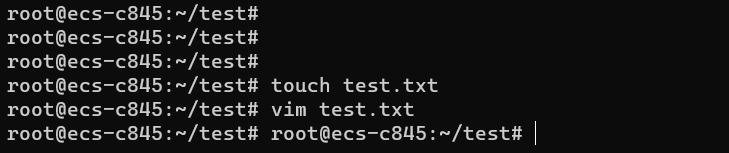 root@ecs-c845:~/test#
root@ecs-c845:~/test#
root@ecs-c845:~/test#
root@ecs-c845:~/test# touch test.txt
root@ecs-c845:~/test# vim test.txt
root@ecs-c845:~/test# root@ecs-c845:~/test#